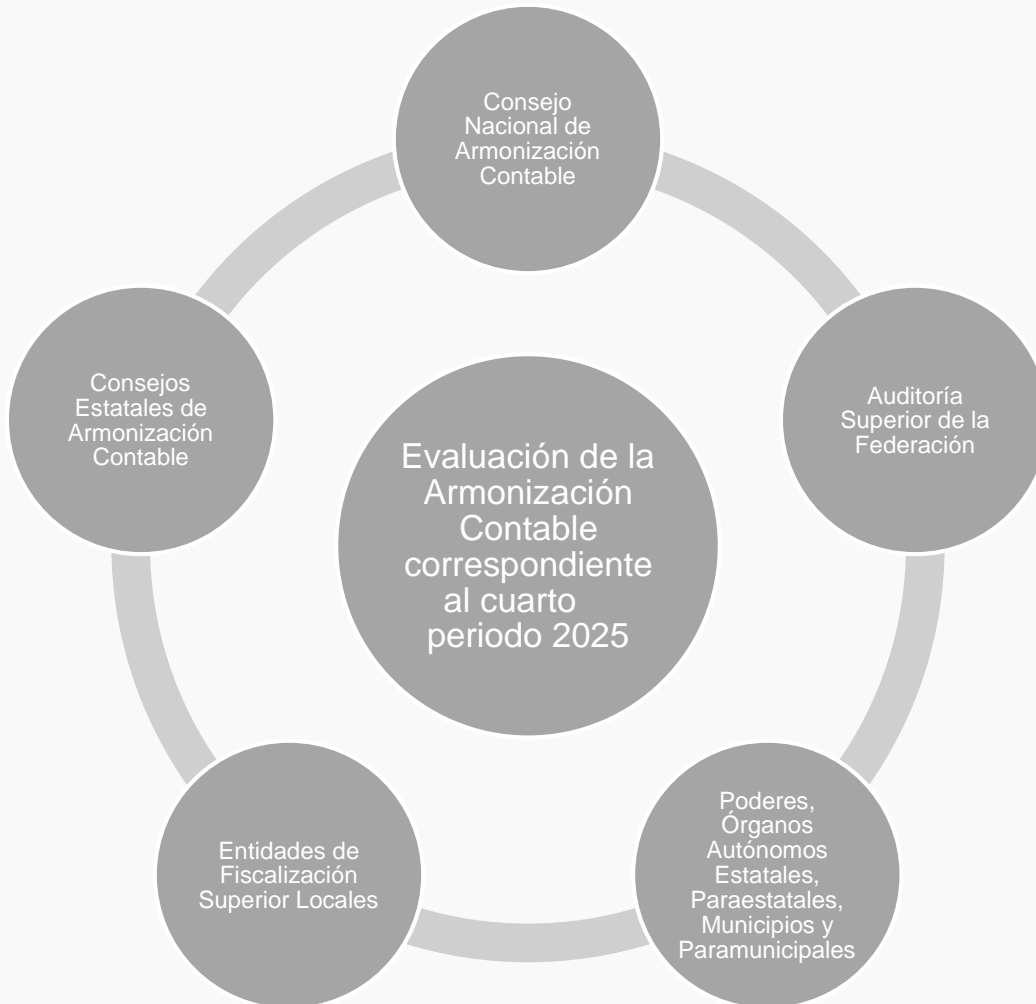 Consejo
Nacional de
Armonización
Contable
Auditoría
Superior de la
Federación
Poderes,
Órganos
Autónomos
Estatales,
Paraestatales,
Municipios y
Paramunicipales
Entidades de
Fiscalización
Superior Locales
Consejos
Estatales de
Armonización
Contable
Evaluación de la
Armonización
Contable
correspondiente
al cuarto
periodo 2025